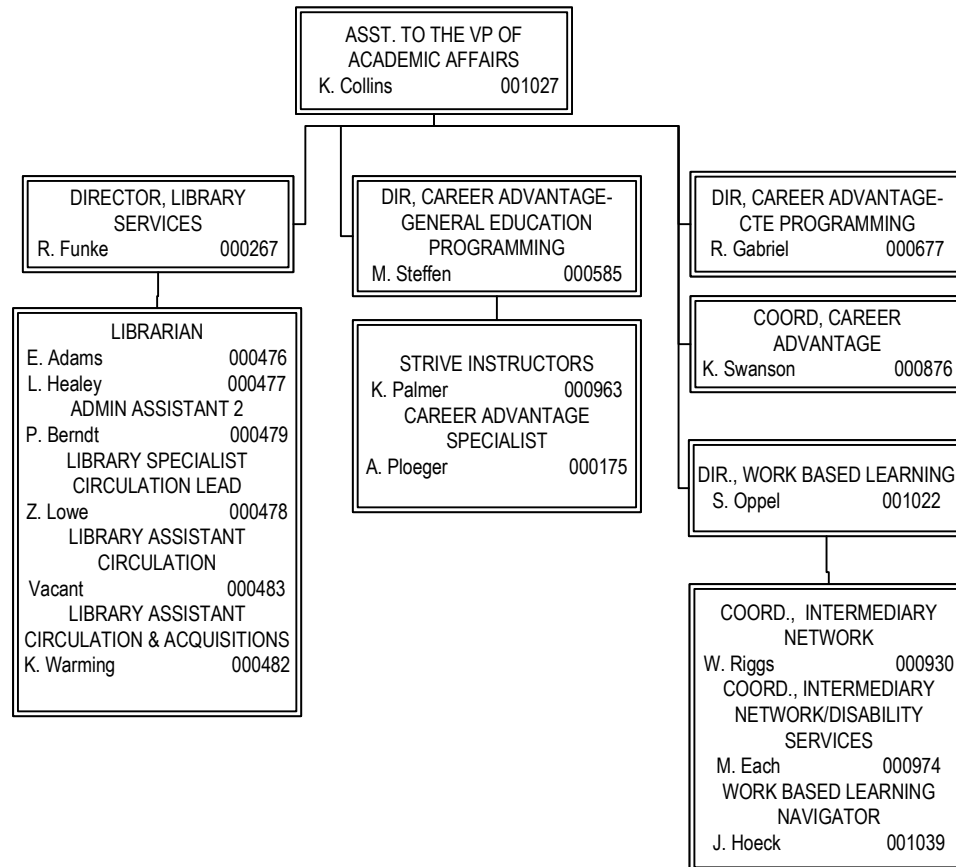 ASST. TO THE VP OF
ACADEMIC AFFAIRS
K. Collins 001027
DIRECTOR, LIBRARY
SERVICES
R. Funke 000267
LIBRARIAN
E. Adams 000476
L. Healey 000477
ADMIN ASSISTANT 2
P. Berndt 000479
LIBRARY SPECIALIST
CIRCULATION LEAD
Z. Lowe 000478
LIBRARY ASSISTANT
CIRCULATION
Vacant 000483
LIBRARY ASSISTANT
CIRCULATION & ACQUISITIONS
K. Warming 000482
DIR, CAREER ADVANTAGE-
GENERAL EDUCATION
PROGRAMMING
M. Steffen 000585
STRIVE INSTRUCTORS
K. Palmer 000963
CAREER ADVANTAGE
SPECIALIST
A. Ploeger 000175
DIR, CAREER ADVANTAGE-
CTE PROGRAMMING
R. Gabriel 000677
COORD, CAREER
ADVANTAGE
K. Swanson 000876
DIR., WORK BASED LEARNING
S. Oppel 001022
COORD., INTERMEDIARY
NETWORK
W. Riggs 000930
COORD., INTERMEDIARY
NETWORK/DISABILITY
SERVICES
M. Each 000974
WORK BASED LEARNING
NAVIGATOR
J. Hoeck 001039